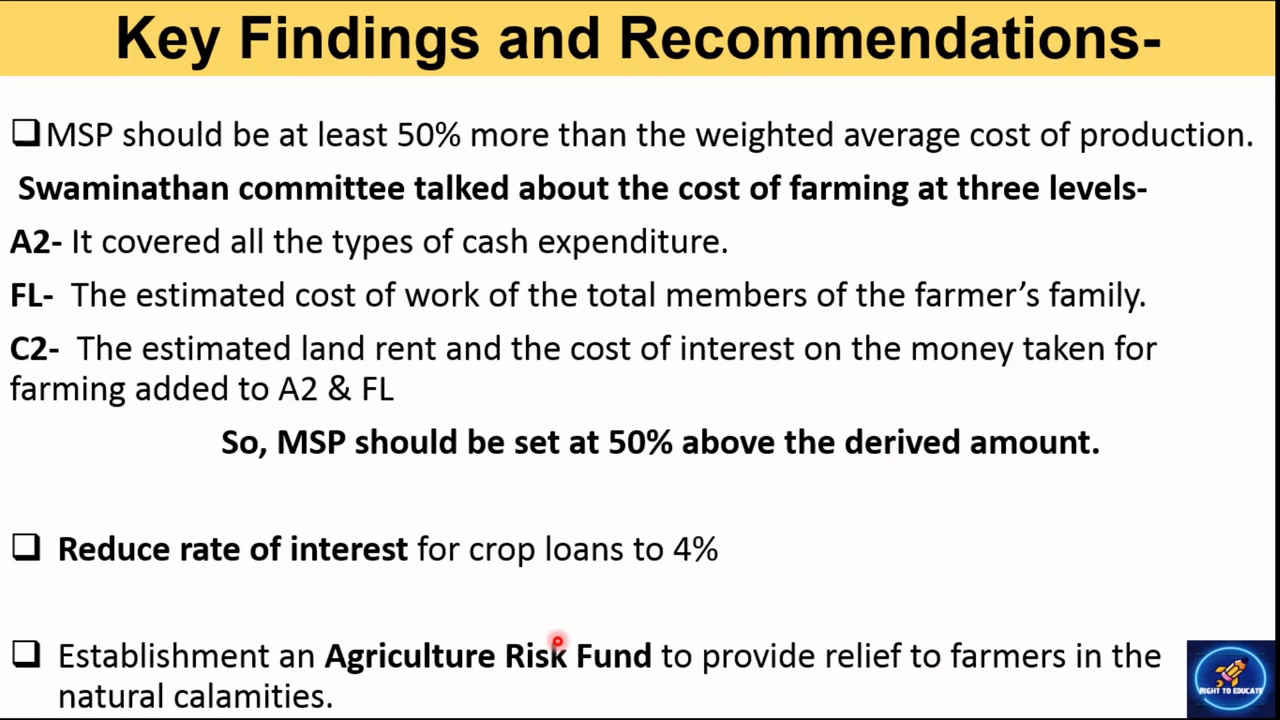 Key Findings and Recommendations-
❑MSP should be at least 50% more than the weighted average cost of production.
Swaminathan committee talked about the cost of farming at three levels-
A2- It covered all the types of cash expenditure.
FL- The estimated cost of work of the total members of the farmer’s family.
C2- The estimated land rent and the cost of interest on the money taken for
farming added to A2 & FL
So, MSP should be set at 50% above the derived amount.
❑ Reduce rate of interest for crop loans to 4%
❑ Establishment an Agriculture Risk Fund to provide relief to farmers in the
natural calamities.
RIGHT TO EDUCATE